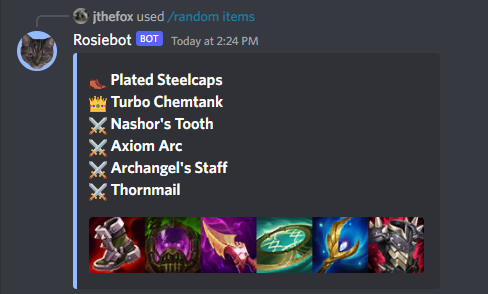 jthefox used /random items
Rosiebot BOT Today at 2:24 PM
Plated Steelcaps
Turbo Chemtank
Nashor's Tooth
Axiom Arc
Archangel's Staff
Thornmail